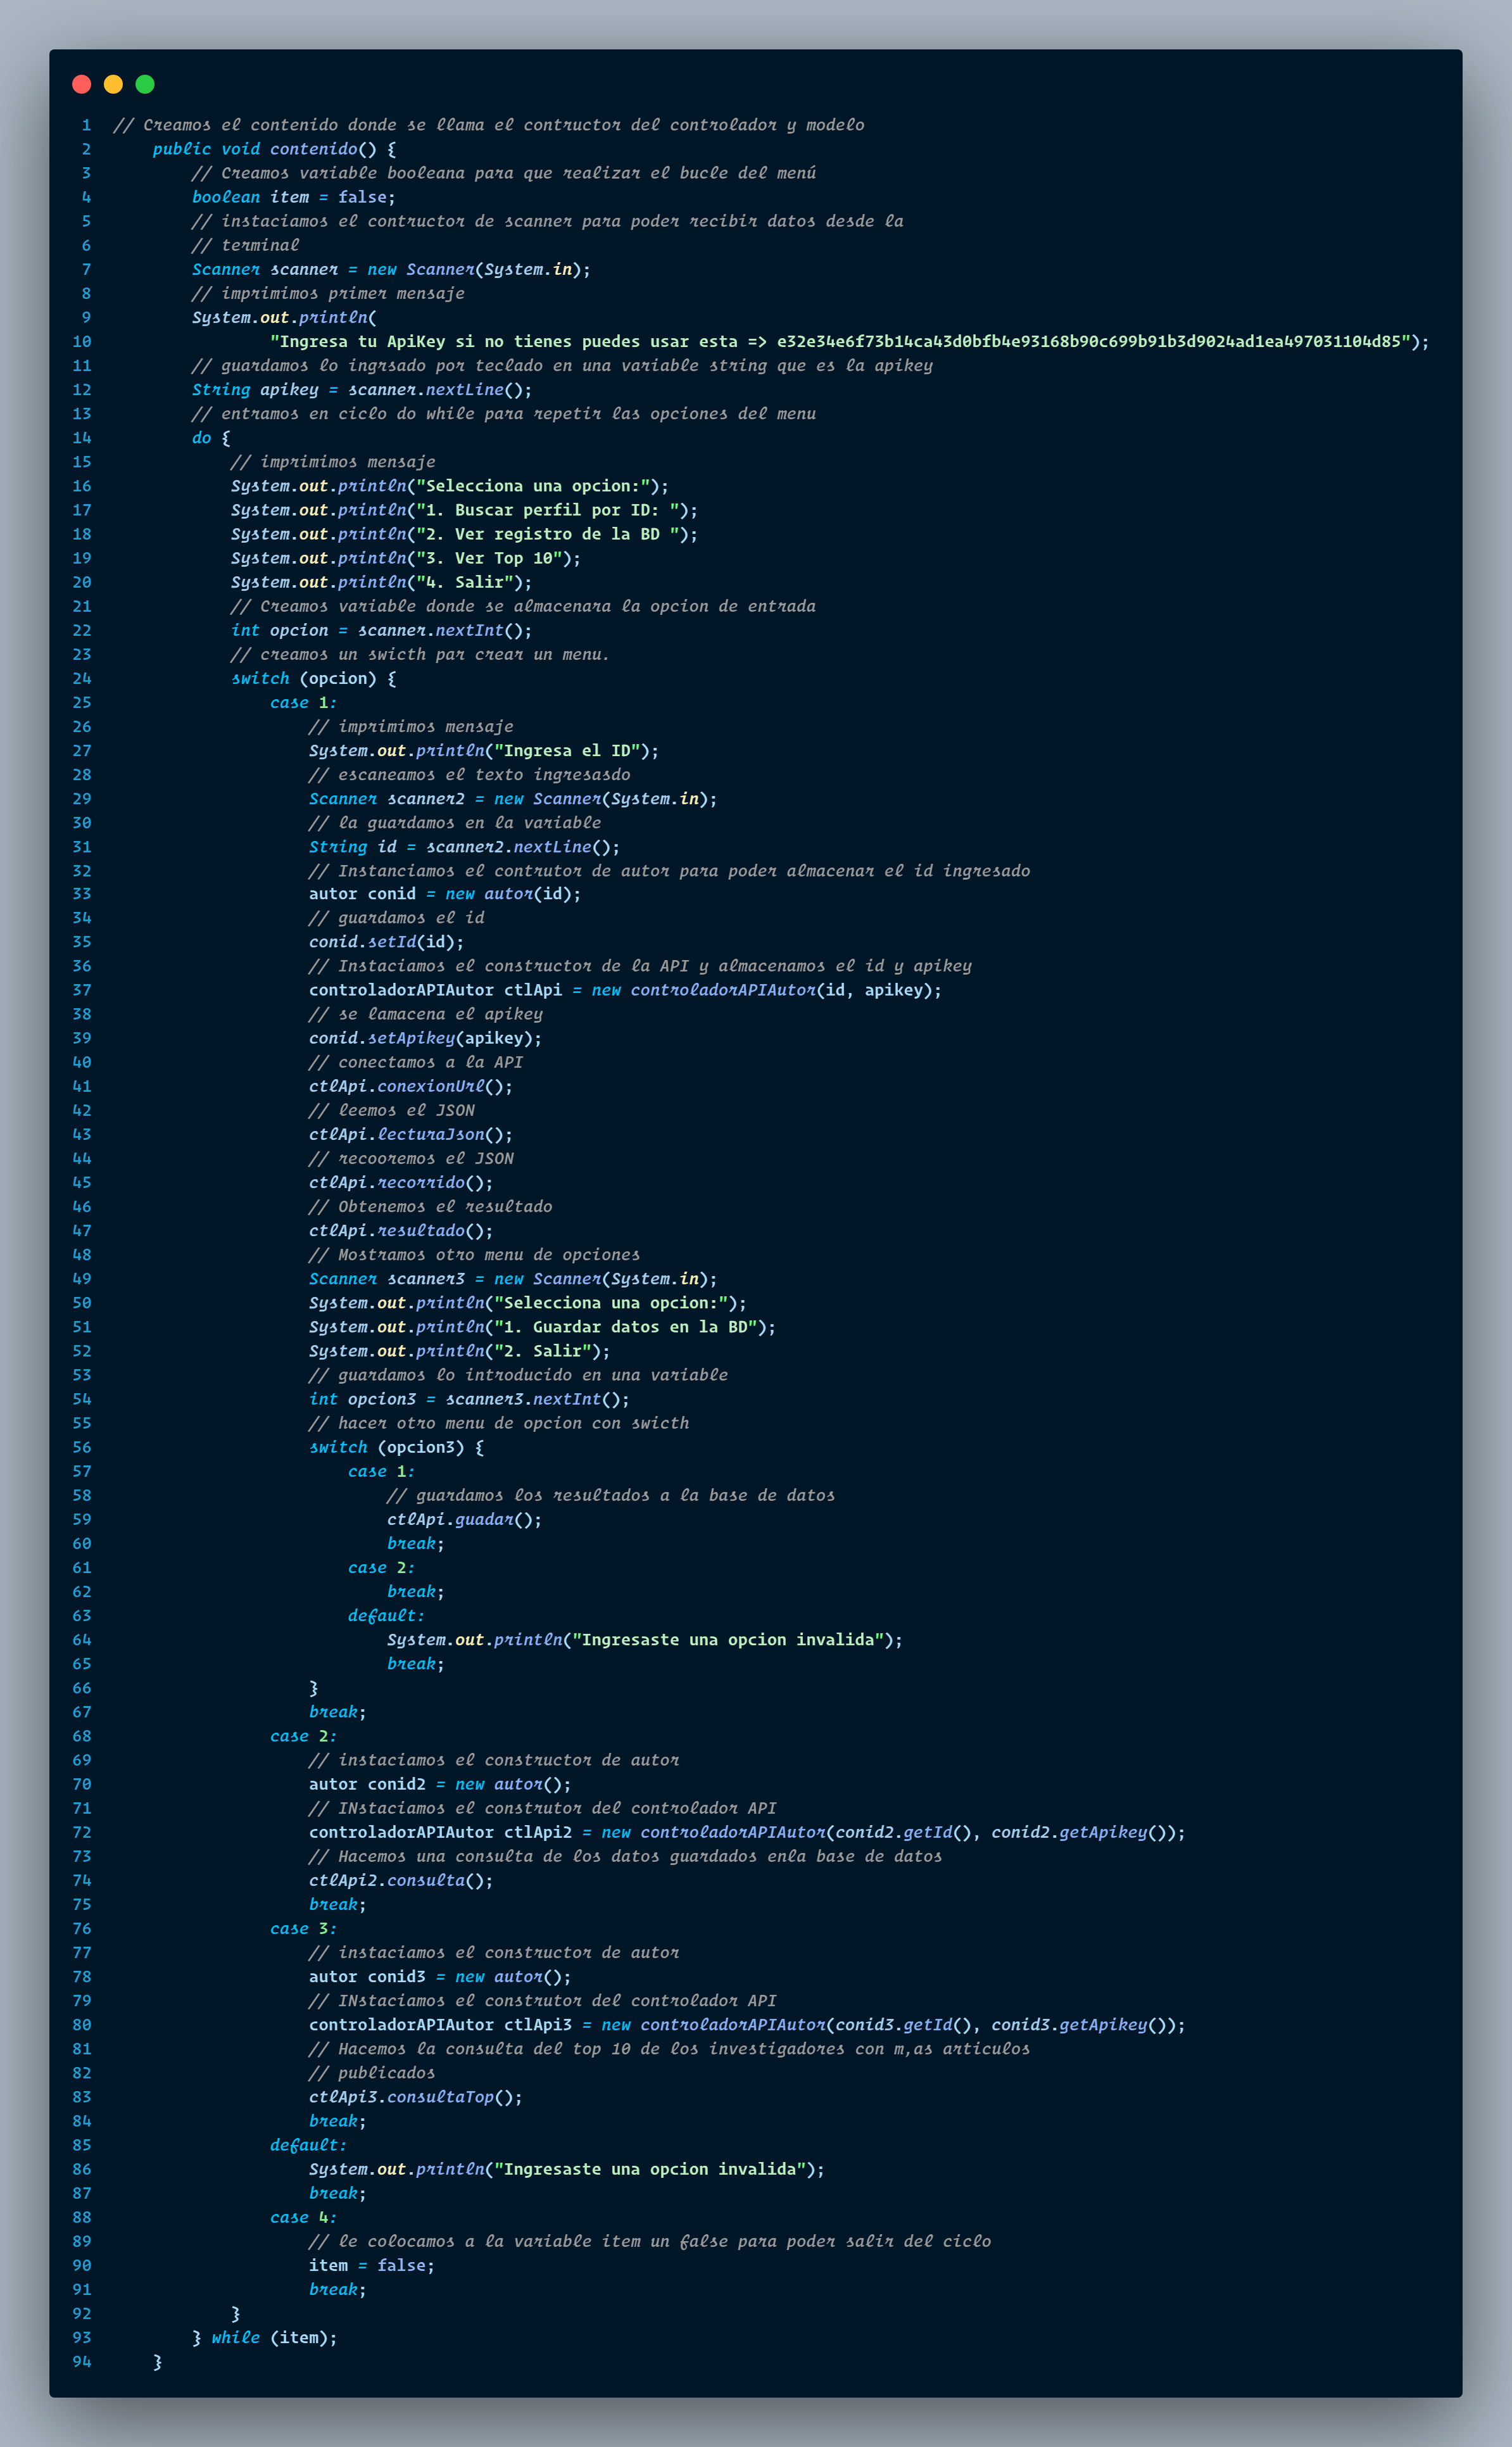 1 // Creamos el contenido donde se llama el contructor del controlador y modelo
2 public void contenido() {
3 // Creamos variable booleana para que realizar el bucle del menú
4 boolean item = false;
5 // instaciamos el contructor de scanner para poder recibir datos desde la
6 // terminal
7 Scanner scanner = new Scanner(System.in);
8 // imprimimos primer mensaje
9 System.out.println(
10 "Ingresa tu ApiKey si no tienes puedes usar esta => e32e34e6f73b14ca43d0bfb4e93168b90c699b91b3d9024ad1ea497031104d85");
11 // guardamos lo ingrsado por teclado en una variable string que es la apikey
12 String apikey = scanner.nextLine();
13 // entramos en ciclo do while para repetir las opciones del menu
14 do {
15 // imprimimos mensaje
16 System.out.println("Selecciona una opcion:");
17 System.out.println("1. Buscar perfil por ID: ");
18 System.out.println("2. Ver registro de la BD ");
19 System.out.println("3. Ver Top 10");
20 System.out.println("4. Salir");
21 // Creamos variable donde se almacenara la opcion de entrada
22 int opcion = scanner.nextInt();
23 // creamos un swicth par crear un menu.
24 switch (opcion) {
25 case 1:
26 // imprimimos mensaje
27 System.out.println("Ingresa el ID");
28 // escaneamos el texto ingresasdo
29 Scanner scanner2 = new Scanner(System.in);
30 // la guardamos en la variable
31 String id = scanner2.nextLine();
32 // Instanciamos el contrutor de autor para poder almacenar el id ingresado
33 autor conid = new autor(id);
34 // guardamos el id
35 conid.setId(id);
36 // Instaciamos el constructor de la API y almacenamos el id y apikey
37 controladorAPIAutor ctlApi = new controladorAPIAutor(id, apikey);
38 // se lamacena el apikey
39 conid.setApikey(apikey);
40 // conectamos a la API
41 ctlApi.conexionUrl();
42 // leemos el JSON
43 ctlApi.lecturaJson();
44 // recooremos el JSON
45 ctlApi.recorrido();
46 // Obtenemos el resultado
47 ctlApi.resultado();
48 // Mostramos otro menu de opciones
49 Scanner scanner3 = new Scanner(System.in);
50 System.out.println("Selecciona una opcion:");
51 System.out.println("1. Guardar datos en la BD");
52 System.out.println("2. Salir");
53 // guardamos lo introducido en una variable
54 int opcion3 = scanner3.nextInt();
55 // hacer otro menu de opcion con swicth
56 switch (opcion3) {
57 case 1:
58 // guardamos los resultados a la base de datos
59 ctlApi.guadar();
60 break;
61 case 2:
62 break;
63 default:
64 System.out.println("Ingresaste una opcion invalida");
65 break;
66 }
67 break;
68 case 2:
69 // instaciamos el constructor de autor
70 autor conid2 = new autor();
71 // INstaciamos el construtor del controlador API
72 controladorAPIAutor ctlApi2 = new controladorAPIAutor(conid2.getId(), conid2.getApikey());
73 // Hacemos una consulta de los datos guardados enla base de datos
74 ctlApi2.consulta();
75 break;
76 case 3:
77 // instaciamos el constructor de autor
78 autor conid3 = new autor();
79 // INstaciamos el construtor del controlador API
80 controladorAPIAutor ctlApi3 = new controladorAPIAutor(conid3.getId(), conid3.getApikey());
81 // Hacemos la consulta del top 10 de los investigadores con m,as articulos
82 // publicados
83 ctlApi3.consultaTop();
84 break;
85 default:
86 System.out.println("Ingresaste una opcion invalida");
87 break;
88 case 4:
89 // le colocamos a la variable item un false para poder salir del ciclo
90 item = false;
91 break;
92 }
93 } while (item);
94 }